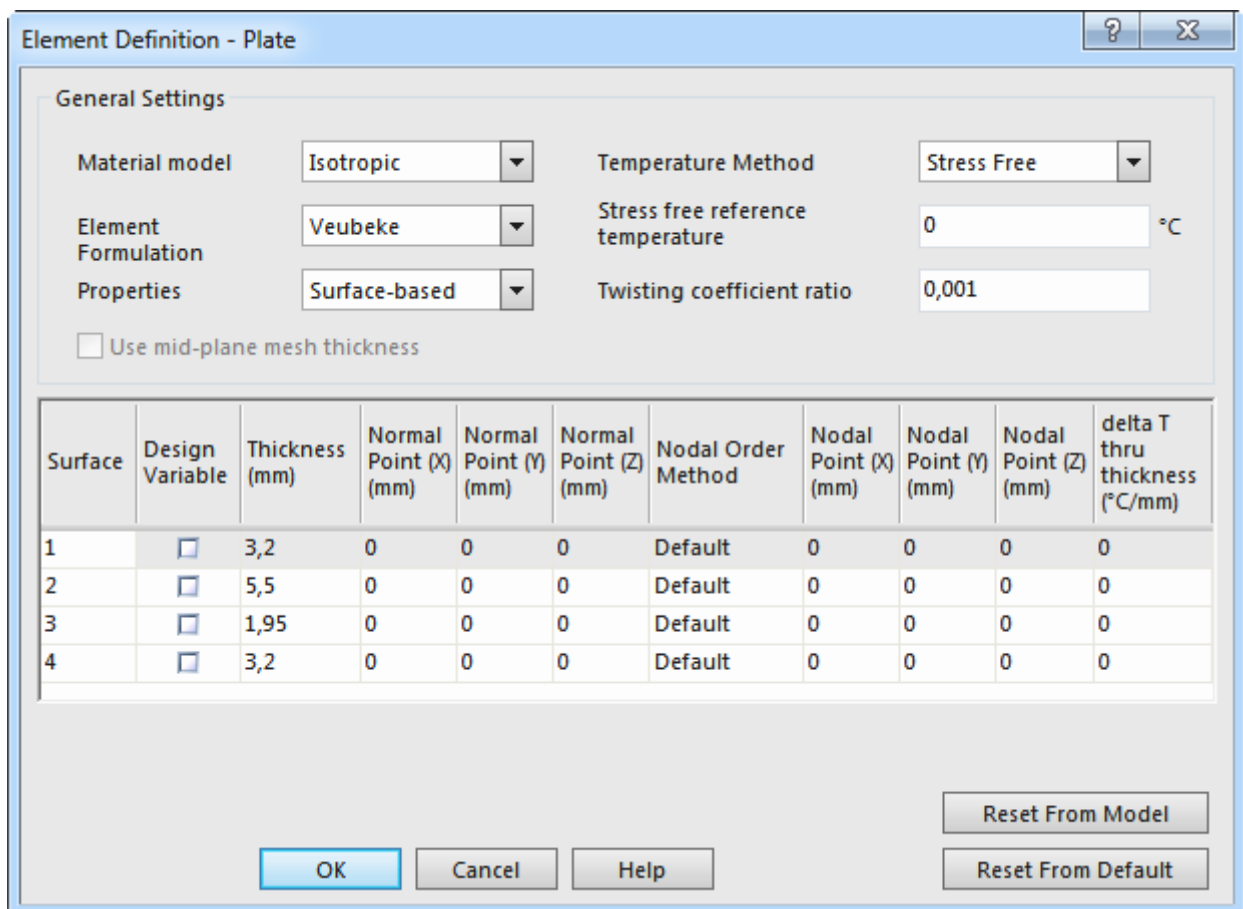 Element Definition - Plate
?
General Settings
Material model Isotropic Temperature Method Stress Free
Element Veubeke Stress free reference 0 °C
Formulation temperature
Properties Surface-based Twisting coefficient ratio 0,001
Use mid-plane mesh thickness
Surface Design Variable Thickness (mm) Normal Point (X) (mm) Normal Point (Y) (mm) Normal Point (Z) (mm) Nodal Order Method Nodal Point (X) (mm) Nodal Point (Y) (mm) Nodal Point (Z) (mm) delta T thru thickness (°C/mm)
1 3,2 0 0 0 Default 0 0 0 0
2 5,5 0 0 0 Default 0 0 0 0
3 1,95 0 0 0 Default 0 0 0 0
4 3,2 0 0 0 Default 0 0 0 0
Reset From Model
OK Cancel Help Reset From Default